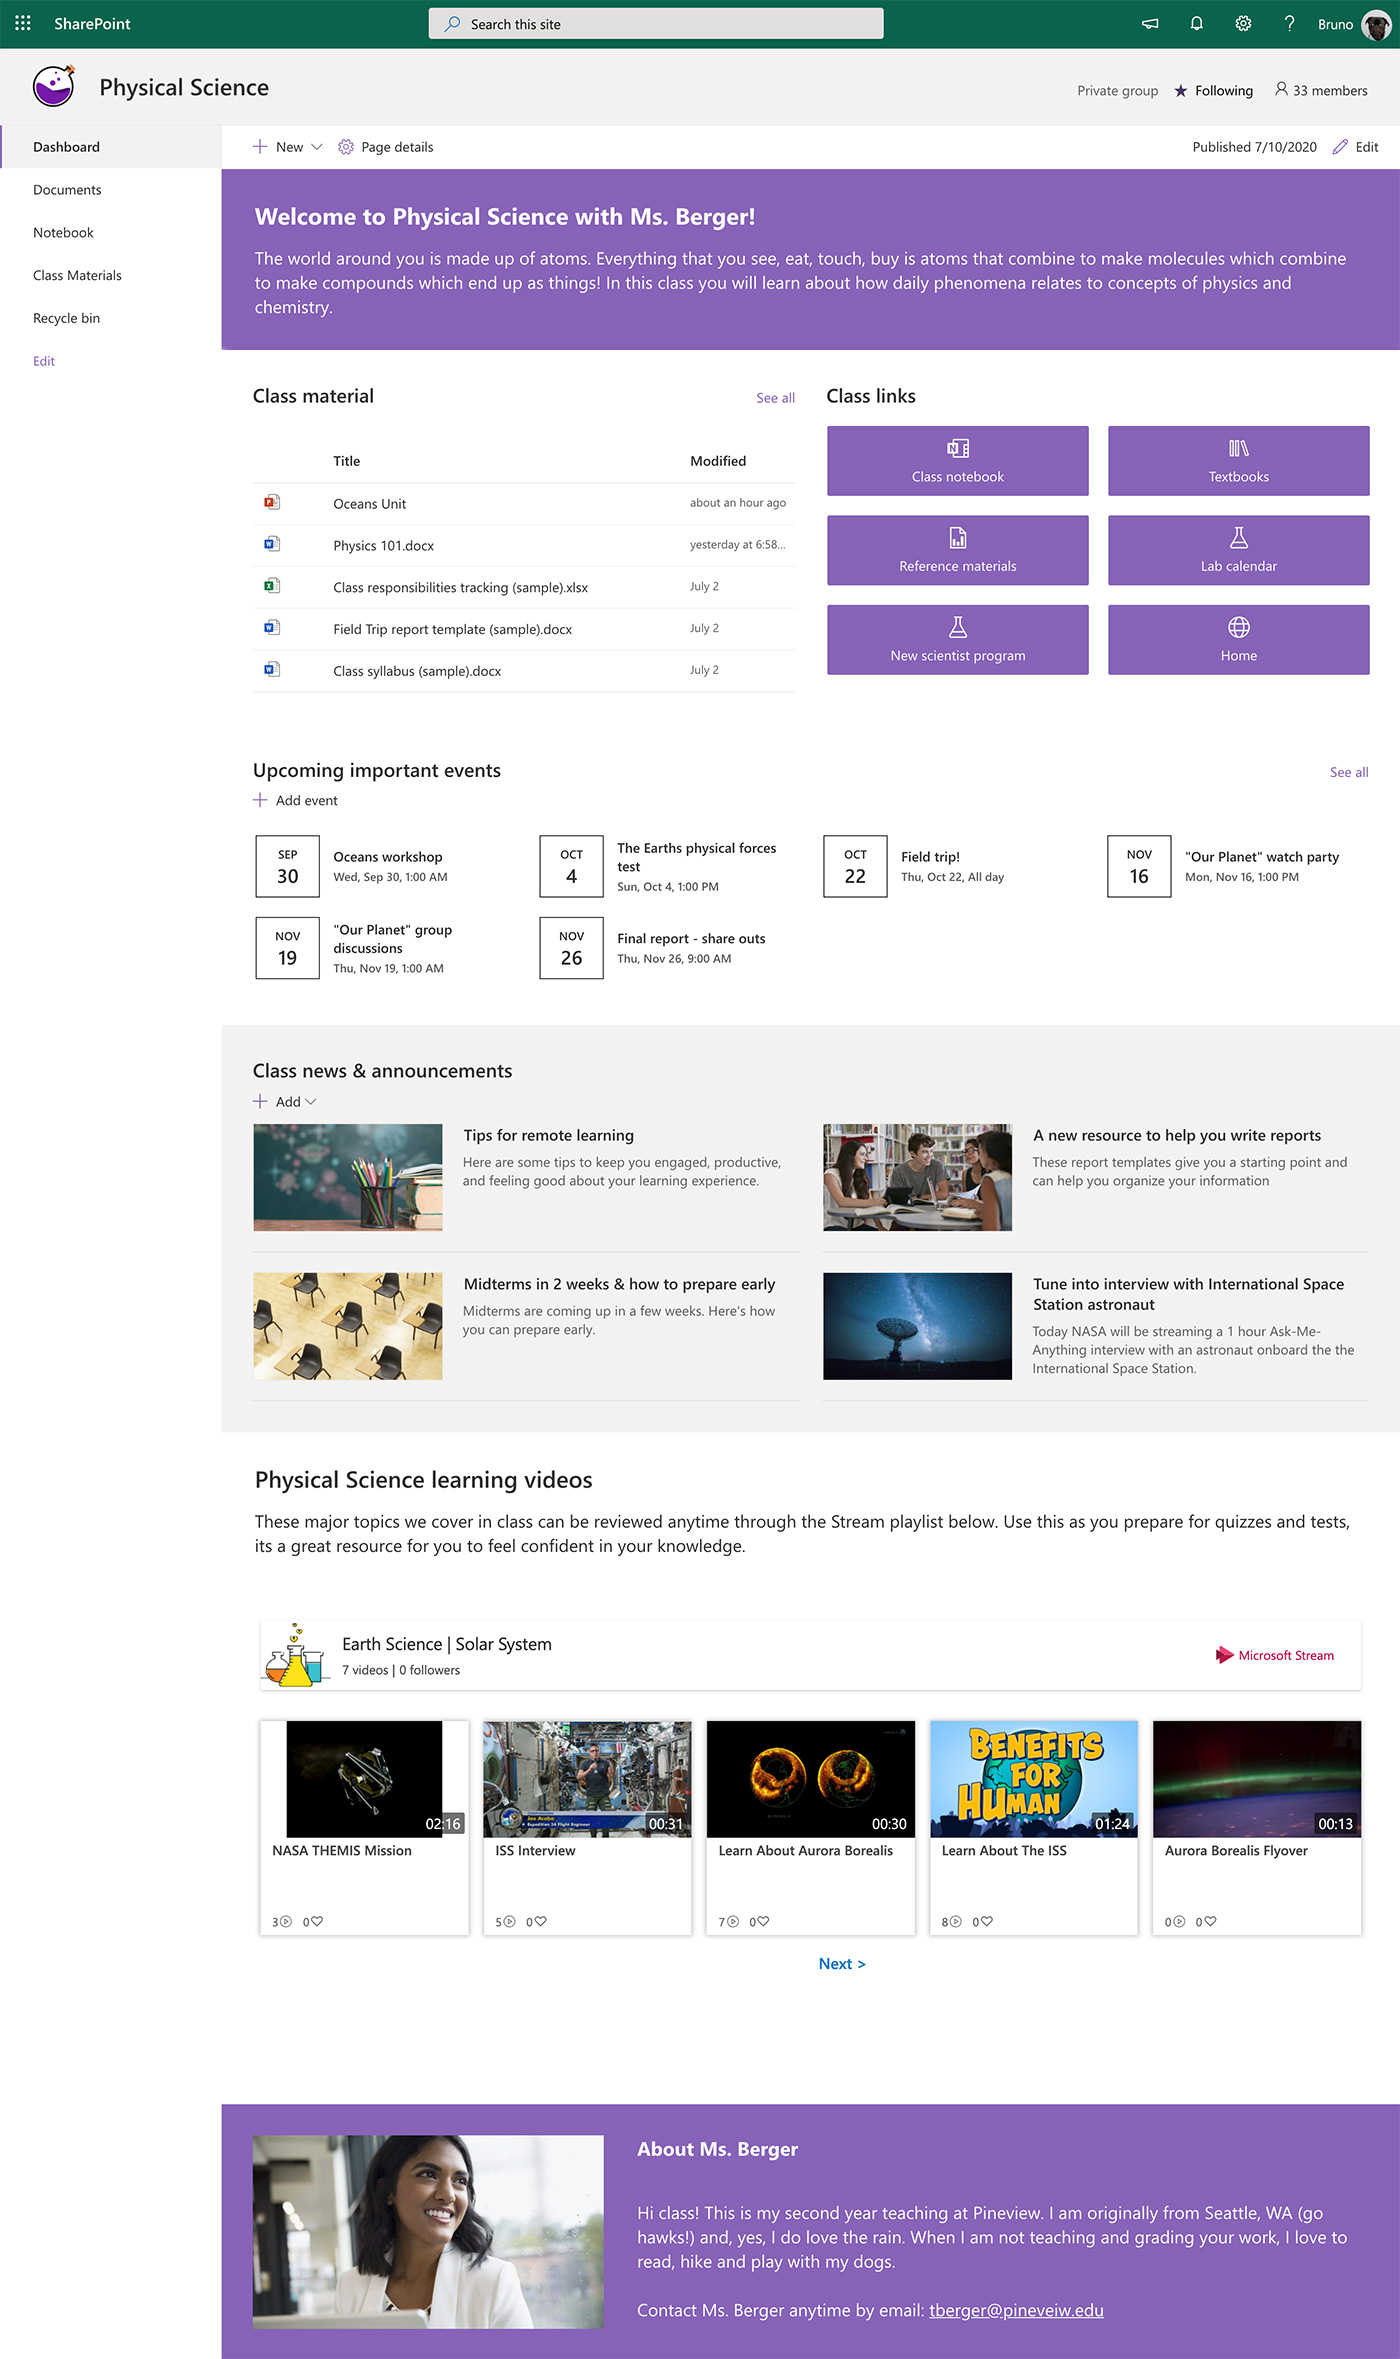 SharePoint
Search this site
Bruno
Physical Science
Private group
Following
33 members
Dashboard
Documents
Notebook
Class Materials
Recycle bin
Edit
New
Page details
Published 7/10/2020
Edit
Welcome to Physical Science with Ms. Berger!
The world around you is made up of atoms. Everything that you see, eat, touch, buy is atoms that combine to make molecules which combine
to make compounds which end up as things! In this class you will learn about how daily phenomena relates to concepts of physics and
chemistry.
Class material
See all
Title
Modified
Oceans Unit
about an hour ago
Physics 101.docx
yesterday at 6:58...
Class responsibilities tracking (sample).xlsx
July 2
Field Trip report template (sample).docx
July 2
Class syllabus (sample).docx
July 2
Class links
Class notebook
Textbooks
Reference materials
Lab calendar
New scientist program
Home
Upcoming important events
See all
Add event
SEP
30
Oceans workshop
Wed, Sep 30, 1:00 AM
OCT
4
The Earths physical forces
test
Sun, Oct 4, 1:00 PM
OCT
22
Field trip!
Thu, Oct 22, All day
NOV
16
"Our Planet" watch party
Mon, Nov 16, 1:00 PM
NOV
19
"Our Planet" group
discussions
Thu, Nov 19, 1:00 AM
NOV
26
Final report - share outs
Thu, Nov 26, 9:00 AM
Class news & announcements
Add
Tips for remote learning
Here are some tips to keep you engaged, productive,
and feeling good about your learning experience.
A new resource to help you write reports
These report templates give you a starting point and
can help you organize your information
Midterms in 2 weeks & how to prepare early
Midterms are coming up in a few weeks. Here's how
you can prepare early.
Tune into interview with International Space
Station astronaut
Today NASA will be streaming a 1 hour Ask-Me-
Anything interview with an astronaut onboard the the
International Space Station.
Physical Science learning videos
These major topics we cover in class can be reviewed anytime through the Stream playlist below. Use this as you prepare for quizzes and tests,
its a great resource for you to feel confident in your knowledge.
Earth Science | Solar System
7 videos | 0 followers
Microsoft Stream
02:16
NASA THEMIS Mission
3 0
Joe Acaba
Expedition 54 Flight Engineer
00:31
ISS Interview
5 0
00:30
Learn About Aurora Borealis
7 0
BENEFITS
FOR
HUMAN
01:24
Learn About The ISS
8 0
00:13
Aurora Borealis Flyover
0 0
Next >
About Ms. Berger
Hi class! This is my second year teaching at Pineview. I am originally from Seattle, WA (go
hawks!) and, yes, I do love the rain. When I am not teaching and grading your work, I love to
read, hike and play with my dogs.
Contact Ms. Berger anytime by email: tberger@pineveiw.edu